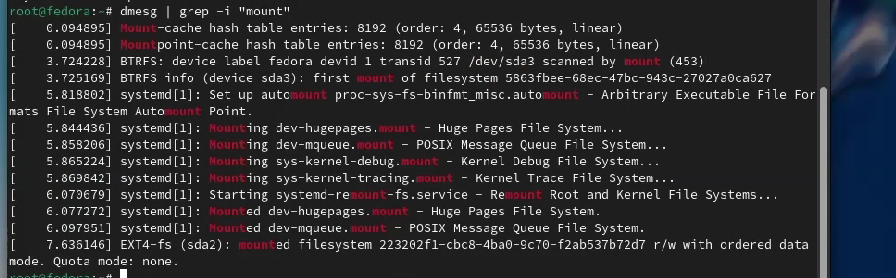 root@fedora:~# dmesg | grep -i "mount"
[    0.094895] Mount-cache hash table entries: 8192 (order: 4, 65536 bytes, linear)
[    0.094895] Mountpoint-cache hash table entries: 8192 (order: 4, 65536 bytes, linear)
[    3.724228] BTRFS: device label fedora devid 1 transid 527 /dev/sda3 scanned by mount (453)
[    3.725169] BTRFS info (device sda3): first mount of filesystem 5863fbee-68ec-47bc-943c-27027a0ca627
[    5.818802] systemd[1]: Set up automount proc-sys-fs-binfmt_misc.automount - Arbitrary Executable File For
mats File System Automount Point.
[    5.844436] systemd[1]: Mounting dev-hugepages.mount - Huge Pages File System...
[    5.858206] systemd[1]: Mounting dev-mqueue.mount - POSIX Message Queue File System...
[    5.865224] systemd[1]: Mounting sys-kernel-debug.mount - Kernel Debug File System...
[    5.869842] systemd[1]: Mounting sys-kernel-tracing.mount - Kernel Trace File System...
[    6.070679] systemd[1]: Starting systemd-remount-fs.service - Remount Root and Kernel File Systems...
[    6.077272] systemd[1]: Mounted dev-hugepages.mount - Huge Pages File System.
[    6.097951] systemd[1]: Mounted dev-mqueue.mount - POSIX Message Queue File System.
[    7.636146] EXT4-fs (sda2): mounted filesystem 223202f1-cbc8-4ba0-9c70-f2ab537b72d7 r/w with ordered data
mode. Quota mode: none.
root@fedora:~#